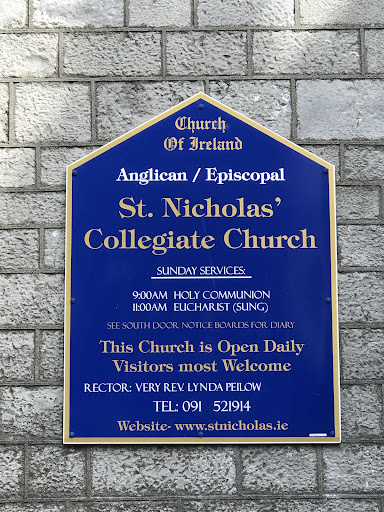 Church
Of Ireland
Anglican / Episcopal
St. Nicholas'
Collegiate Church
SUNDAY SERVICES:
9:00AM HOLY COMMUNION
11:00AM EUCHARIST (SUNG)
SEE SOUTH DOOR NOTICE BOARDS FOR DIARY
This Church is Open Daily
Visitors most Welcome
RECTOR: VERY REV. LYNDA PEILOW
TEL: 091 521914
Website- www.stnicholas.ie